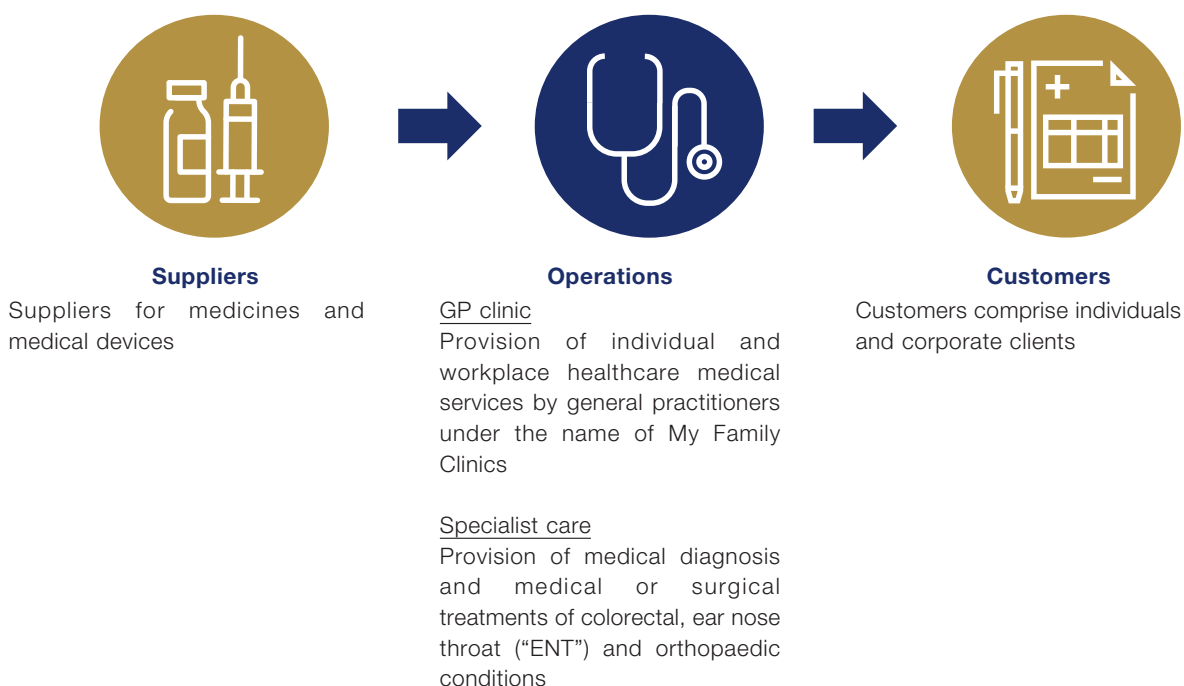 Suppliers
Suppliers for medicines and
medical devices
Operations
GP clinic
Provision of individual and
workplace healthcare medical
services by general practitioners
under the name of My Family
Clinics
Specialist care
Provision of medical diagnosis
and medical or surgical
treatments of colorectal, ear nose
throat (“ENT”) and orthopaedic
conditions
Customers
Customers comprise individuals
and corporate clients